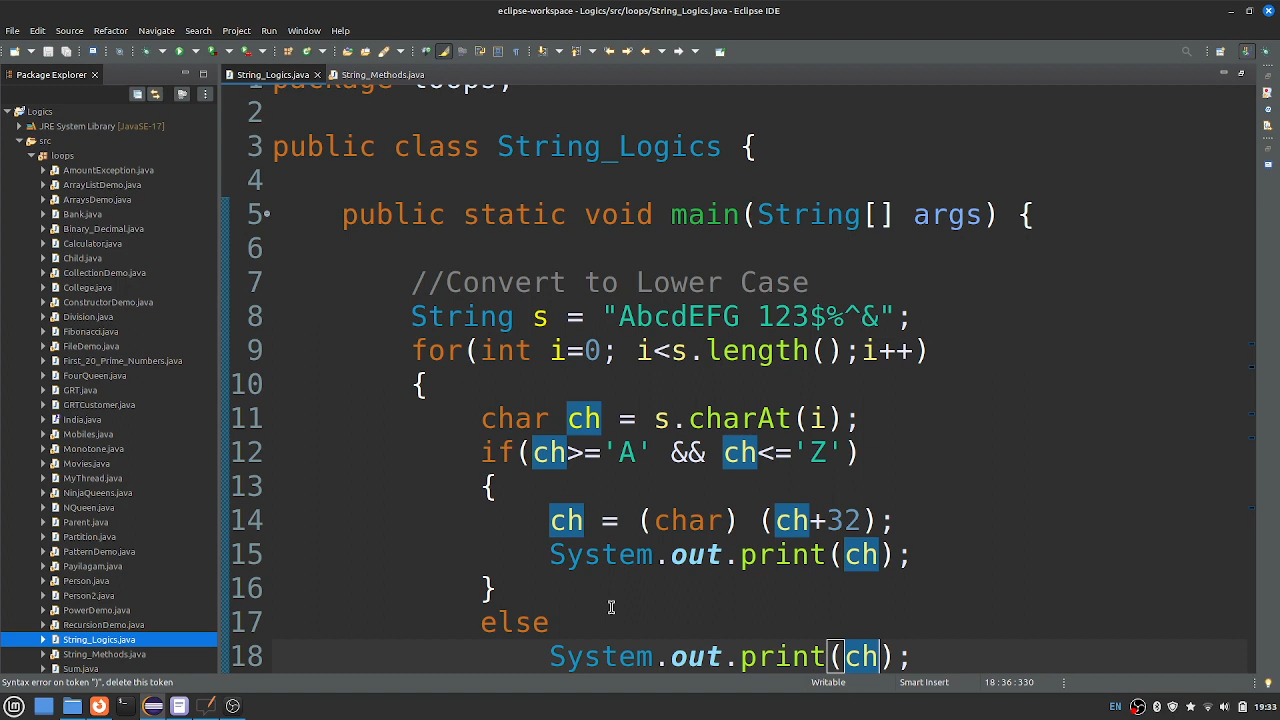 eclipse-workspace - Logics/src/loops/String_Logics.java - Eclipse IDE
File Edit Source Refactor Navigate Search Project Run Window Help
Package Explorer
String_Logics.java
String_Methods.java
Logics
JRE System Library [JavaSE-17]
src
loops
AmountException.java
ArrayListDemo.java
ArraysDemo.java
Bank.java
Binary_Decimal.java
Calculator.java
Child.java
CollectionDemo.java
College.java
ConstructorDemo.java
Division.java
Fibonacci.java
FileDemo.java
First_20_Prime_Numbers.java
FourQueen.java
GRT.java
GRTCustomer.java
India.java
Mobiles.java
Monotone.java
Movies.java
MyThread.java
NinjaQueens.java
NQueen.java
Parent.java
Partition.java
PatternDemo.java
Payilagam.java
Person.java
Person2.java
PowerDemo.java
RecursionDemo.java
String_Logics.java
String_Methods.java
Sum.java
1 package loops;
2
3 public class String_Logics {
4
5 public static void main(String[] args) {
6
7 //Convert to Lower Case
8 String s = "AbcdEFG 123$%^&";
9 for(int i=0; i<s.length();i++)
10 {
11 char ch = s.charAt(i);
12 if(ch>='A' && ch<='Z')
13 {
14 ch = (char) (ch+32);
15 System.out.print(ch);
16 }
17 else
18 System.out.print(ch);
Syntax error on token ")", delete this token
Writable
Smart Insert
18 : 36 : 330
EN
19:33